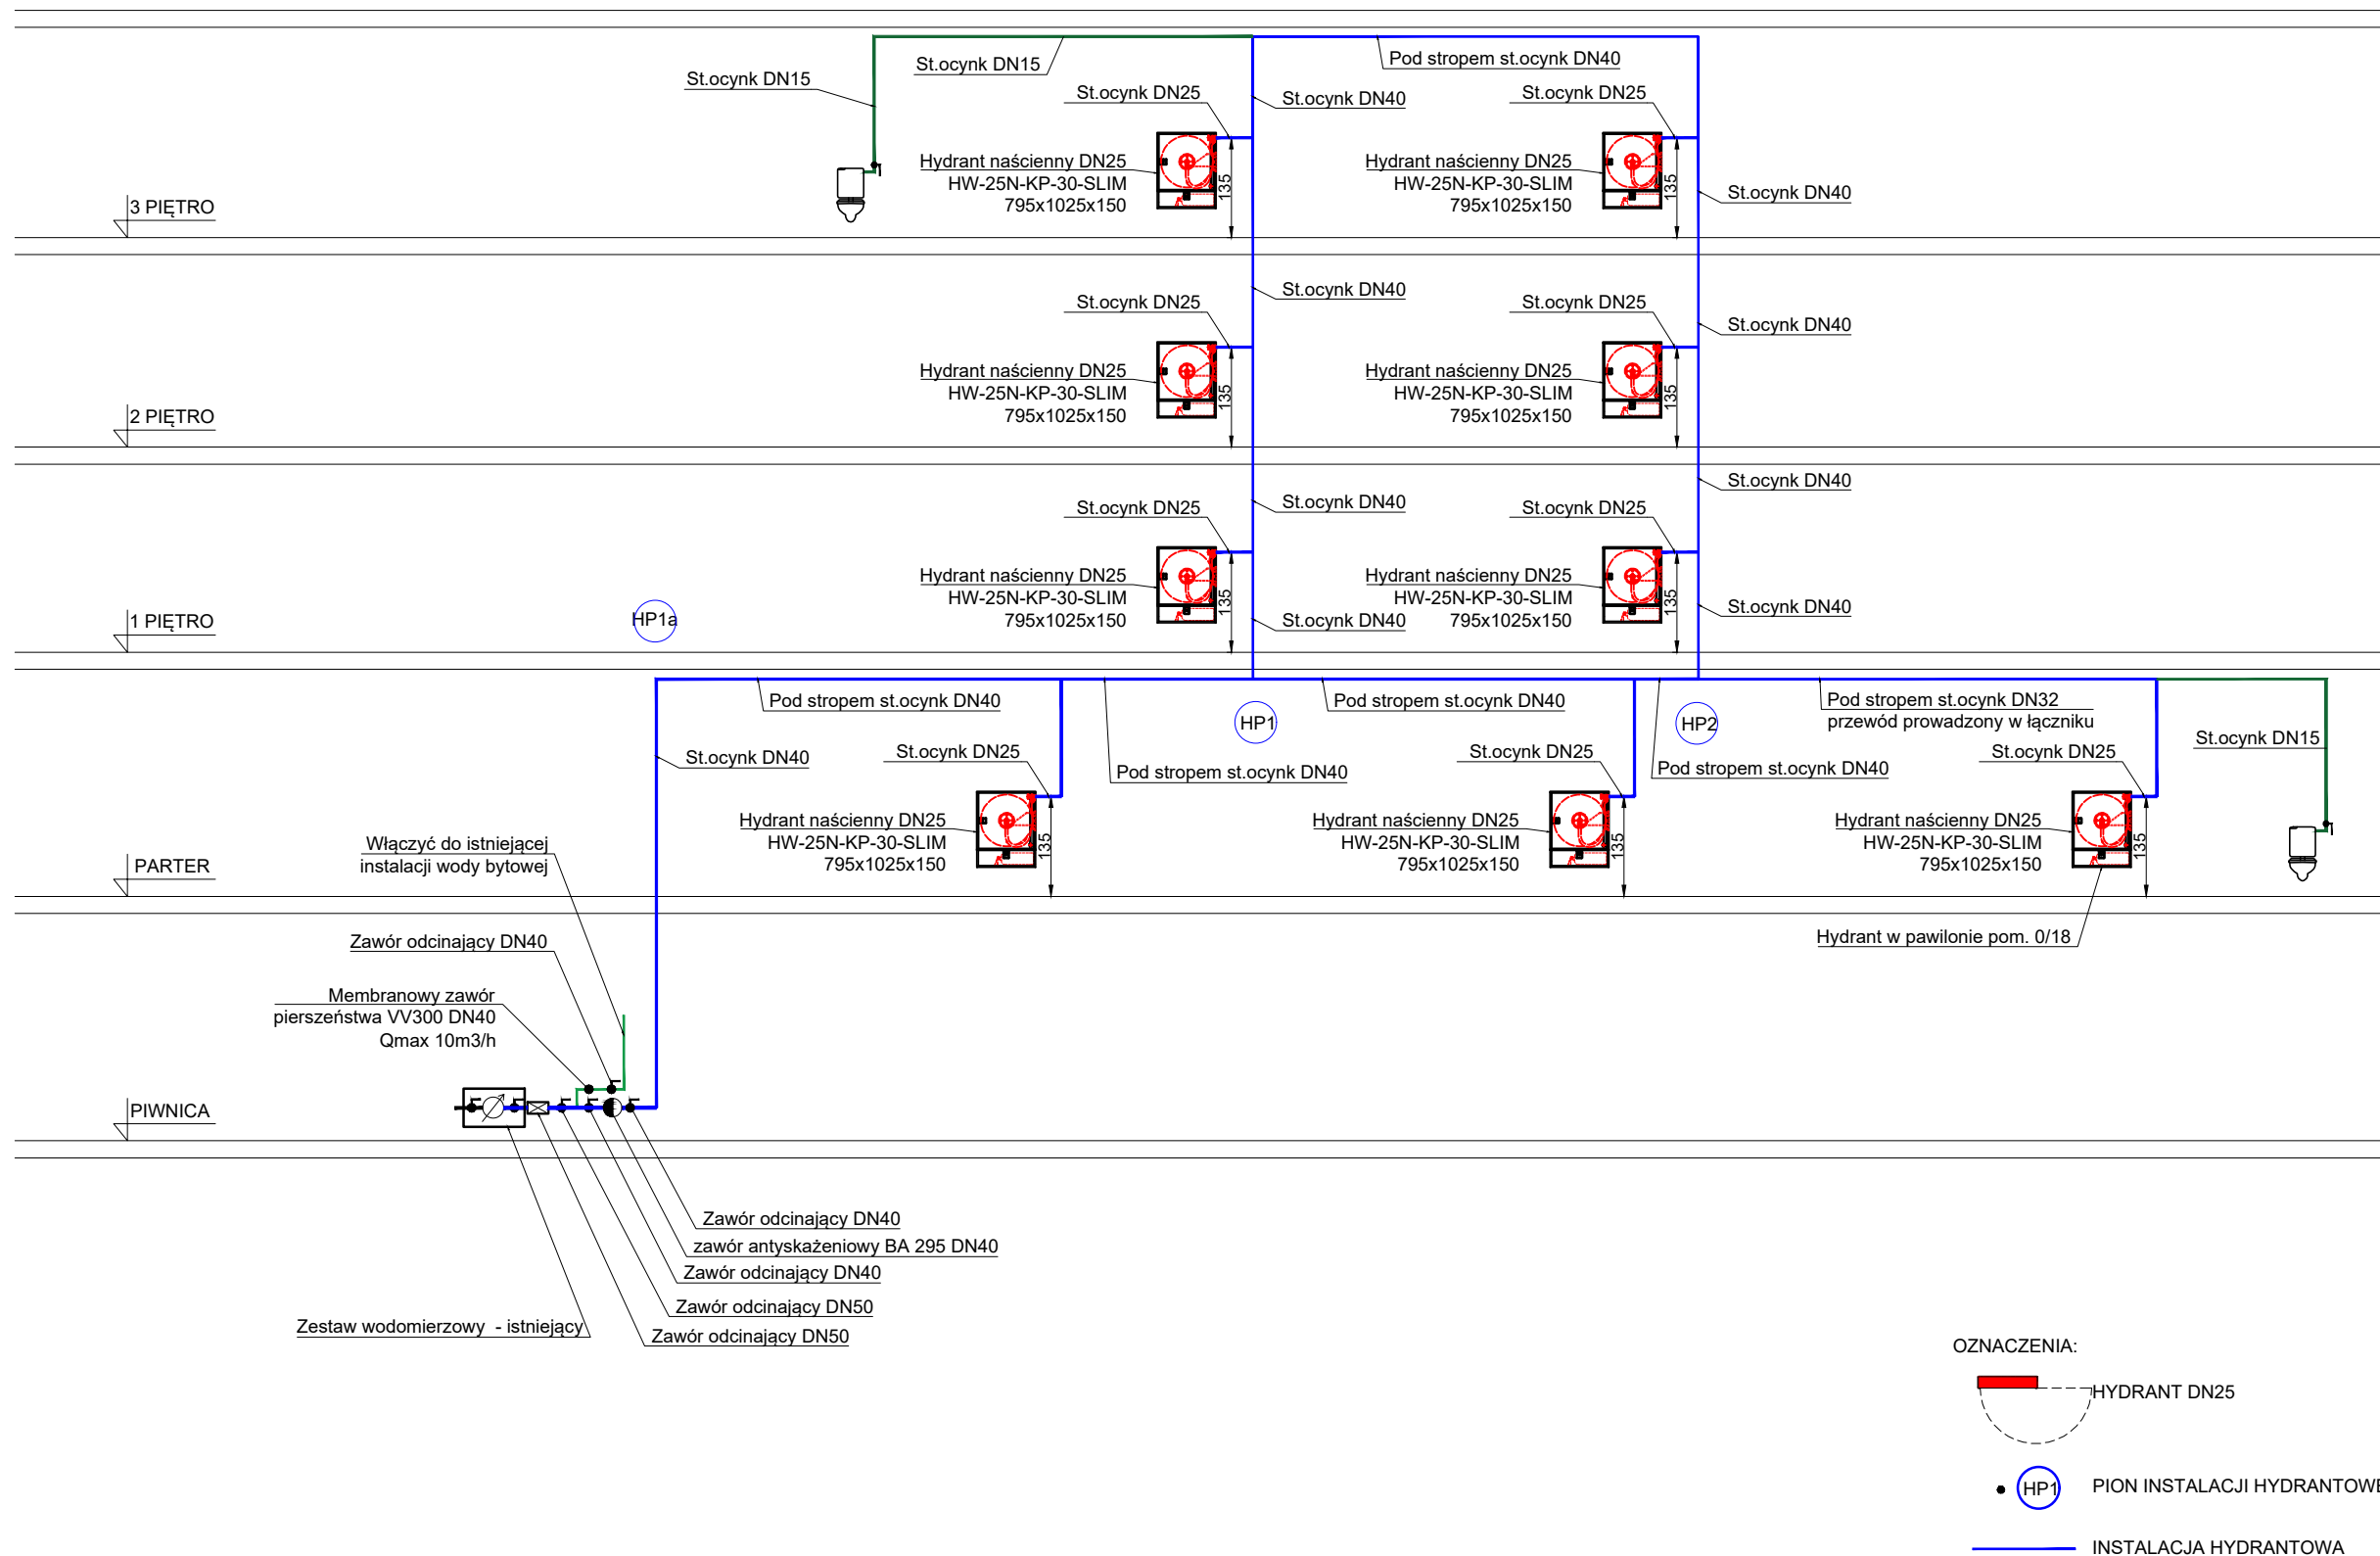 Pod stropem st.ocynk DN40
St.ocynk DN15
St.ocynk DN15
St.ocynk DN25
St.ocynk DN40
St.ocynk DN25
Hydrant naścienny DN25
HW-25N-KP-30-SLIM
795x1025x150
135
Hydrant naścienny DN25
HW-25N-KP-30-SLIM
795x1025x150
135
St.ocynk DN40
3 PIĘTRO
St.ocynk DN25
St.ocynk DN40
St.ocynk DN25
St.ocynk DN40
Hydrant naścienny DN25
HW-25N-KP-30-SLIM
795x1025x150
135
Hydrant naścienny DN25
HW-25N-KP-30-SLIM
795x1025x150
135
2 PIĘTRO
St.ocynk DN40
St.ocynk DN25
St.ocynk DN40
St.ocynk DN25
Hydrant naścienny DN25
HW-25N-KP-30-SLIM
795x1025x150
135
Hydrant naścienny DN25
HW-25N-KP-30-SLIM
795x1025x150
135
St.ocynk DN40
St.ocynk DN40
1 PIĘTRO
HP1a
Pod stropem st.ocynk DN40
HP1
Pod stropem st.ocynk DN40
HP2
Pod stropem st.ocynk DN32
przewód prowadzony w łączniku
St.ocynk DN15
St.ocynk DN40
St.ocynk DN25
Pod stropem st.ocynk DN40
St.ocynk DN25
Pod stropem st.ocynk DN40
St.ocynk DN25
Hydrant naścienny DN25
HW-25N-KP-30-SLIM
795x1025x150
135
Hydrant naścienny DN25
HW-25N-KP-30-SLIM
795x1025x150
135
Hydrant naścienny DN25
HW-25N-KP-30-SLIM
795x1025x150
135
Włączyć do istniejącej
instalacji wody bytowej
PARTER
Hydrant w pawilonie pom. 0/18
Zawór odcinający DN40
Membranowy zawór
pierszeństwa VV300 DN40
Qmax 10m3/h
PIWNICA
Zawór odcinający DN40
zawór antyskażeniowy BA 295 DN40
Zawór odcinający DN40
Zawór odcinający DN50
Zestaw wodomierzowy - istniejący
Zawór odcinający DN50
OZNACZENIA:
HYDRANT DN25
HP1
PION INSTALACJI HYDRANTOWE
INSTALACJA HYDRANTOWA